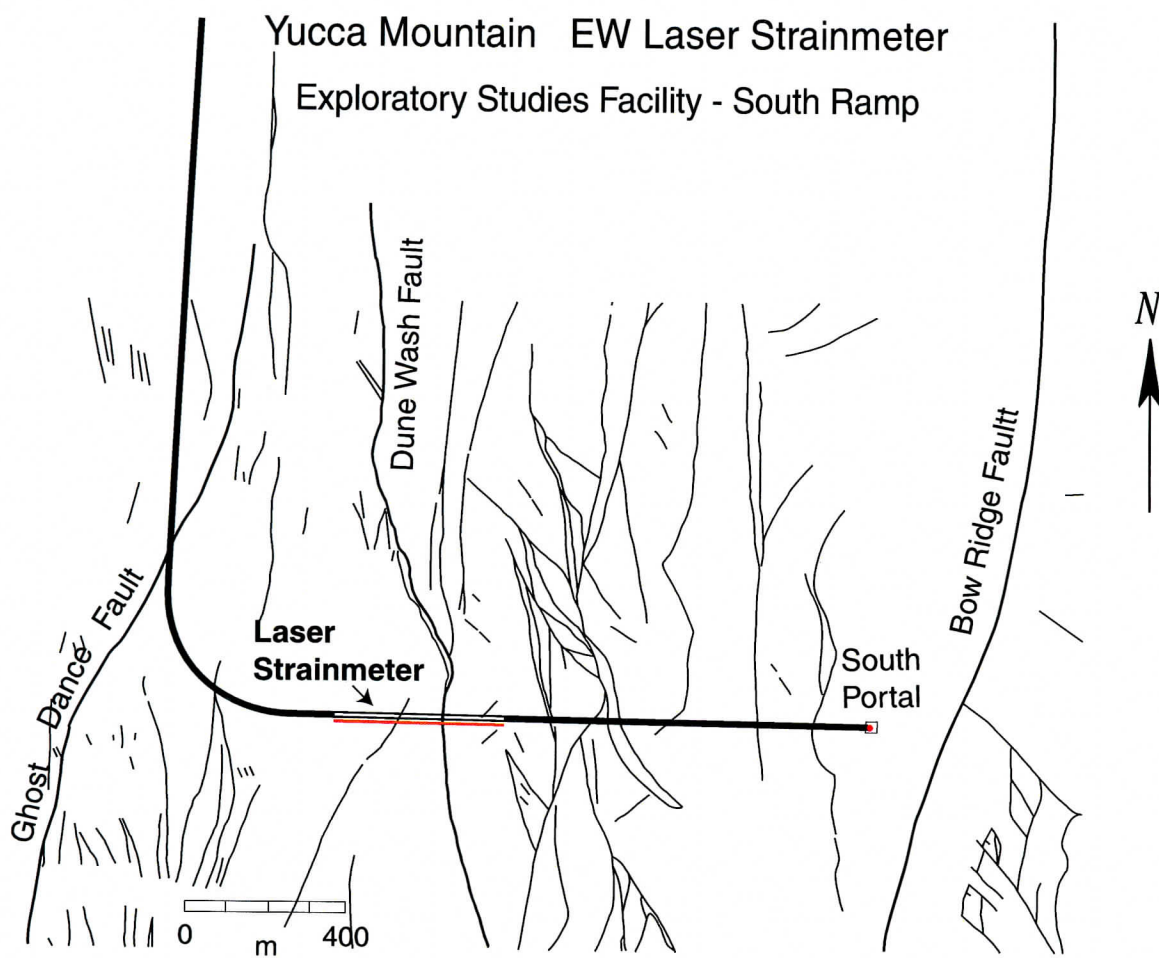 Yucca Mountain EW Laser Strainmeter
Exploratory Studies Facility - South Ramp
Dune Wash Fault
N
Bow Ridge Faultt
Ghost Dance Fault
Laser
Strainmeter
South
Portal
0 400
m